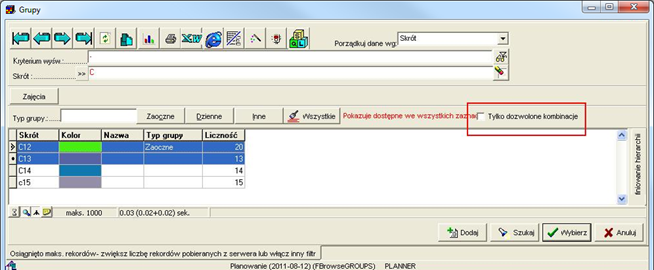 Grupy
Porządkuj dane wg: Skrót
Kryterium wyśw.:
Skrót: >> C
Zajęcia
Typ grupy: Zaoczne Dzienne Inne Wszystkie Pokazuje dostępne we wszystkich zazna Tylko dozwolone kombinacje
Skrót Kolor Nazwa Typ grupy Liczność
C12 Zaoczne 20
C13 13
C14 14
c15 15
finiowanie hierarchii
maks. 1000 0.03 (0.02+0.02) sek.
Dodaj Szukaj Wybierz Anuluj
Osiągnięto maks. rekordów- zwiększ liczbę rekordów pobieranych z serwera lub włącz inny filtr
Planowanie (2011-08-12) (FBrowseGROUPS) PLANNER